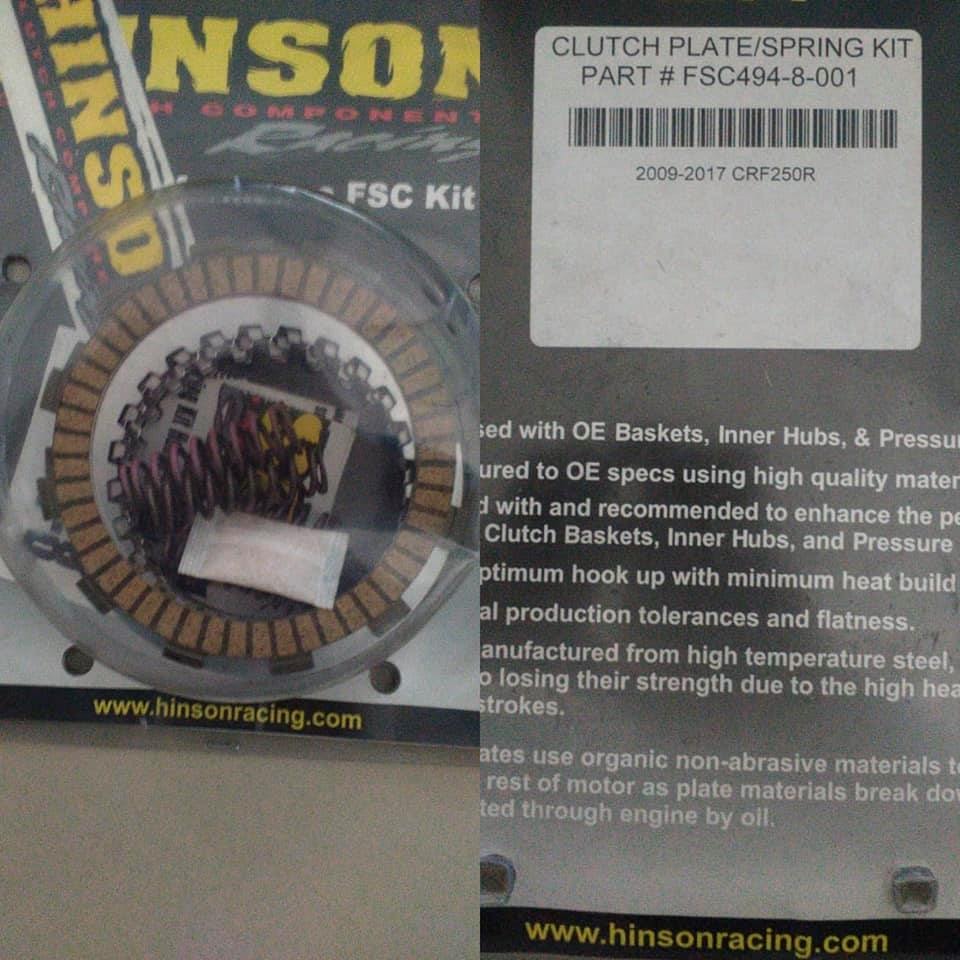 HINSON
HINSON
COMPONENT
Racing
FSC Kit
www.hinsonracing.com
CLUTCH PLATE/SPRING KIT
PART # FSC494-8-001
2009-2017 CRF250R
sed with OE Baskets, Inner Hubs, & Pressu
ured to OE specs using high quality mater
d with and recommended to enhance the pe
Clutch Baskets, Inner Hubs, and Pressure
ptimum hook up with minimum heat build
al production tolerances and flatness.
anufactured from high temperature steel,
o losing their strength due to the high hea
strokes.
ates use organic non-abrasive materials to
rest of motor as plate materials break dow
ted through engine by oil.
www.hinsonracing.com